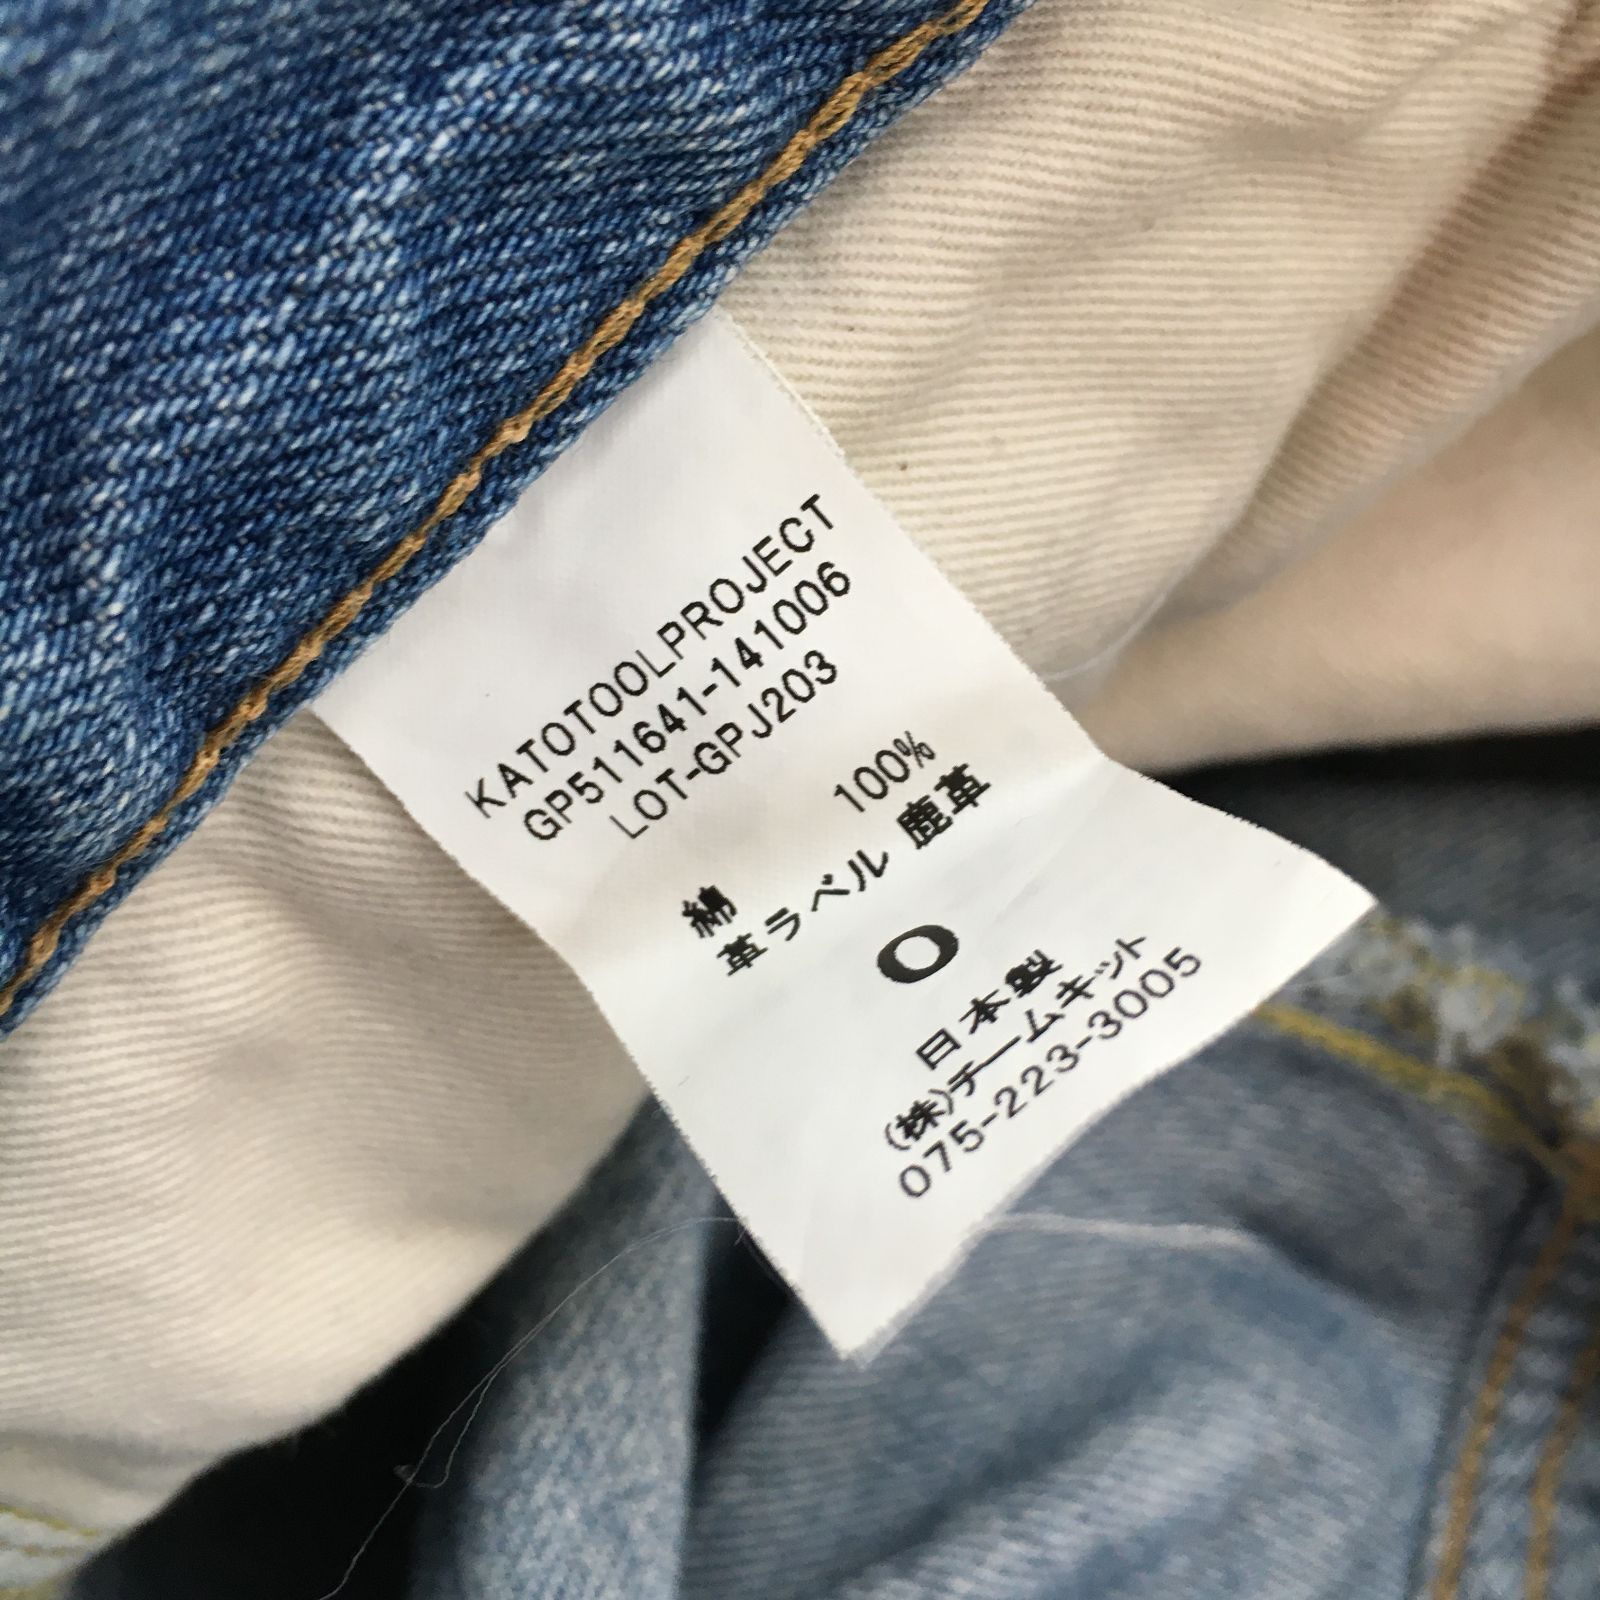 KATOTOOLPROJECT
GP511641-141006
LOT-GPJ203
綿 100%
革ラベル 鹿革
0
日本製
(株)チームキット
075-223-3005